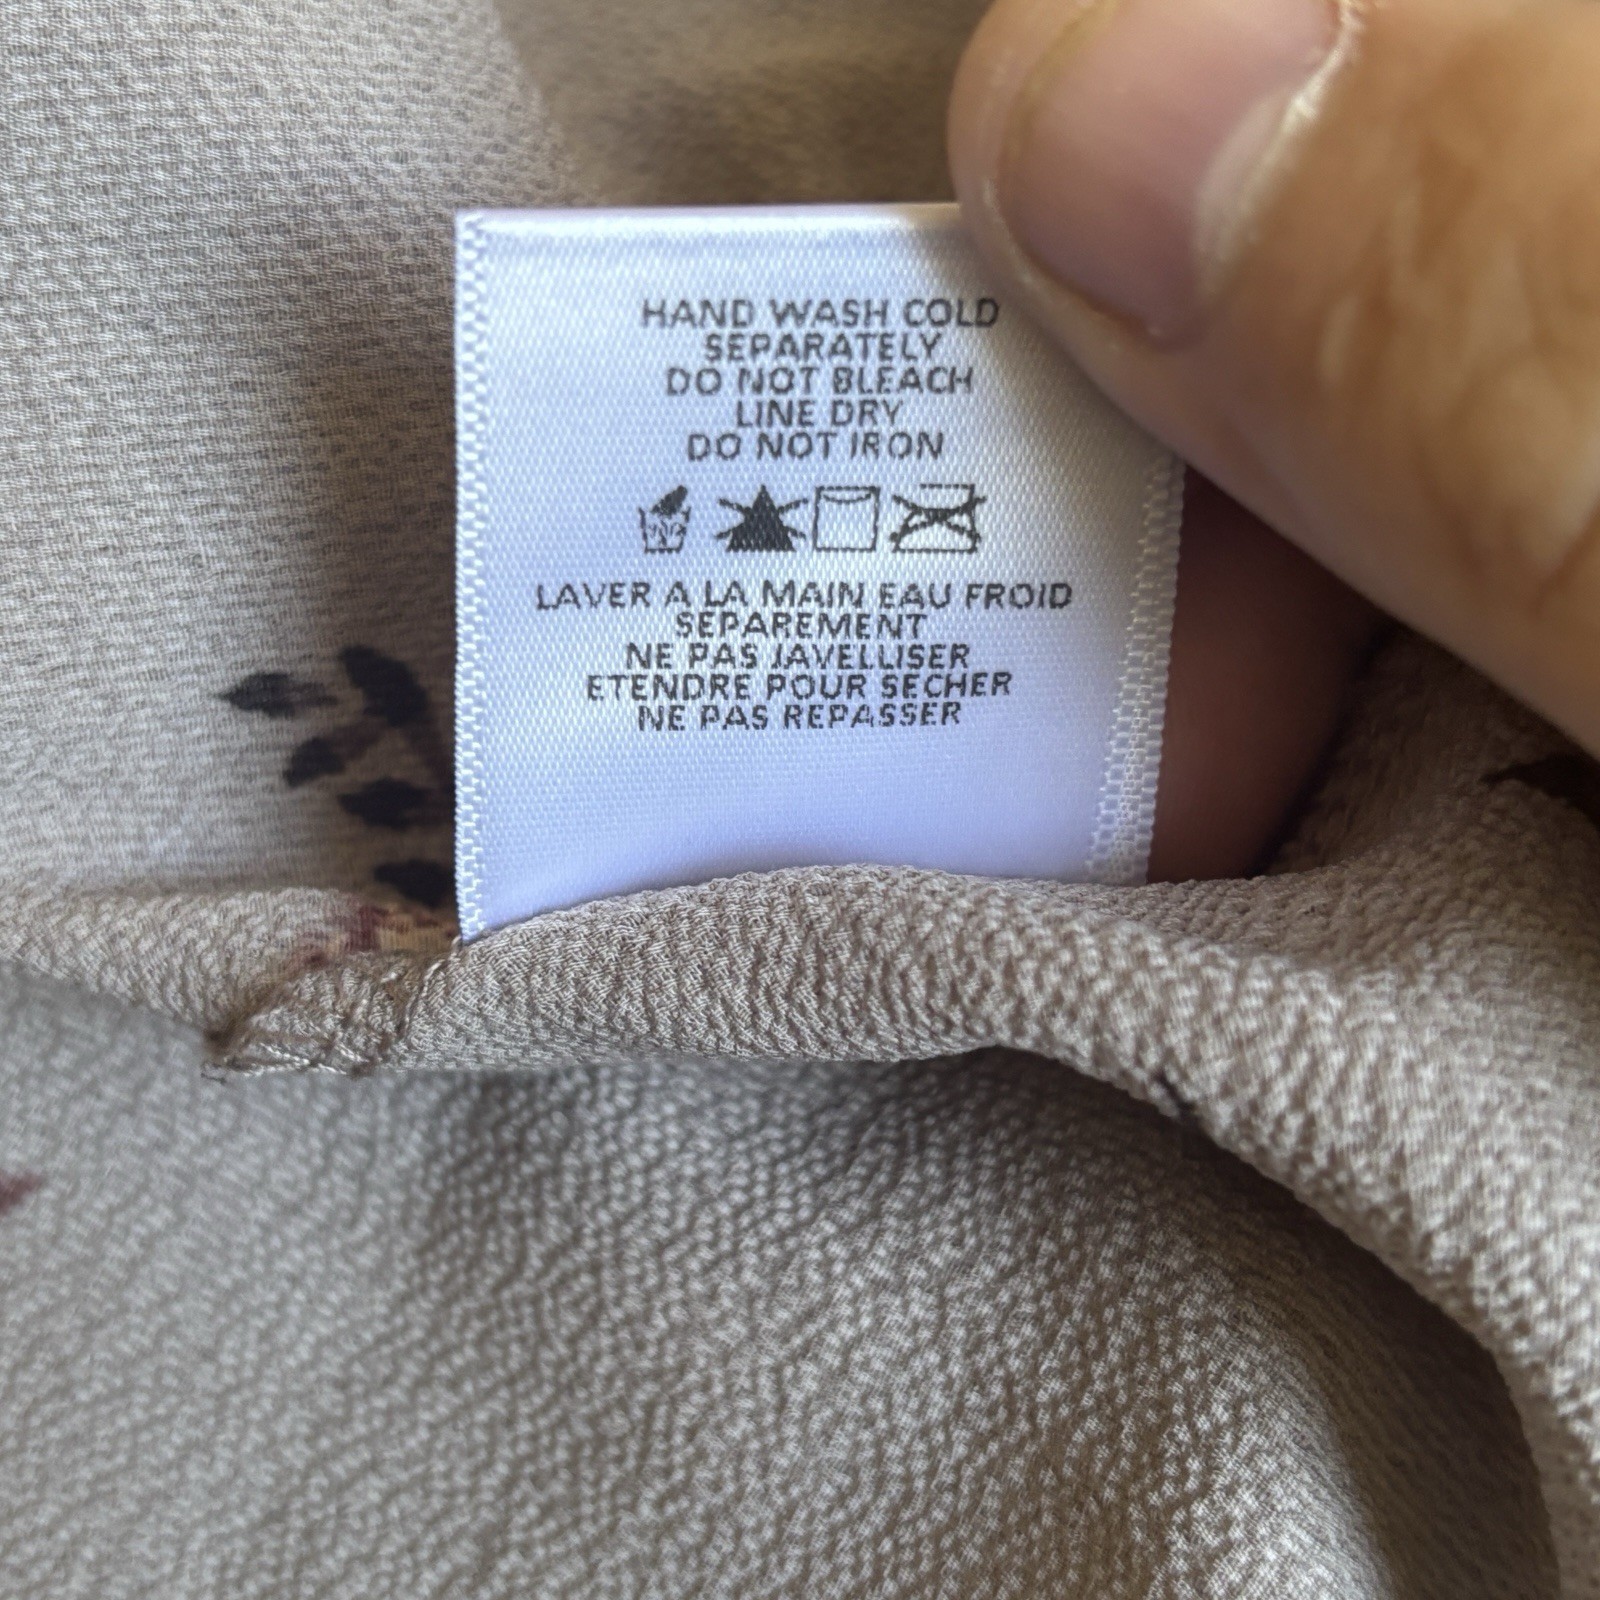 HAND WASH COLD
SEPARATELY
DO NOT BLEACH
LINE DRY
DO NOT IRON
LAVER A LA MAIN EAU FROID
SEPAREMENT
NE PAS JAVELLISER
ETENDRE POUR SECHER
NE PAS REPASSER